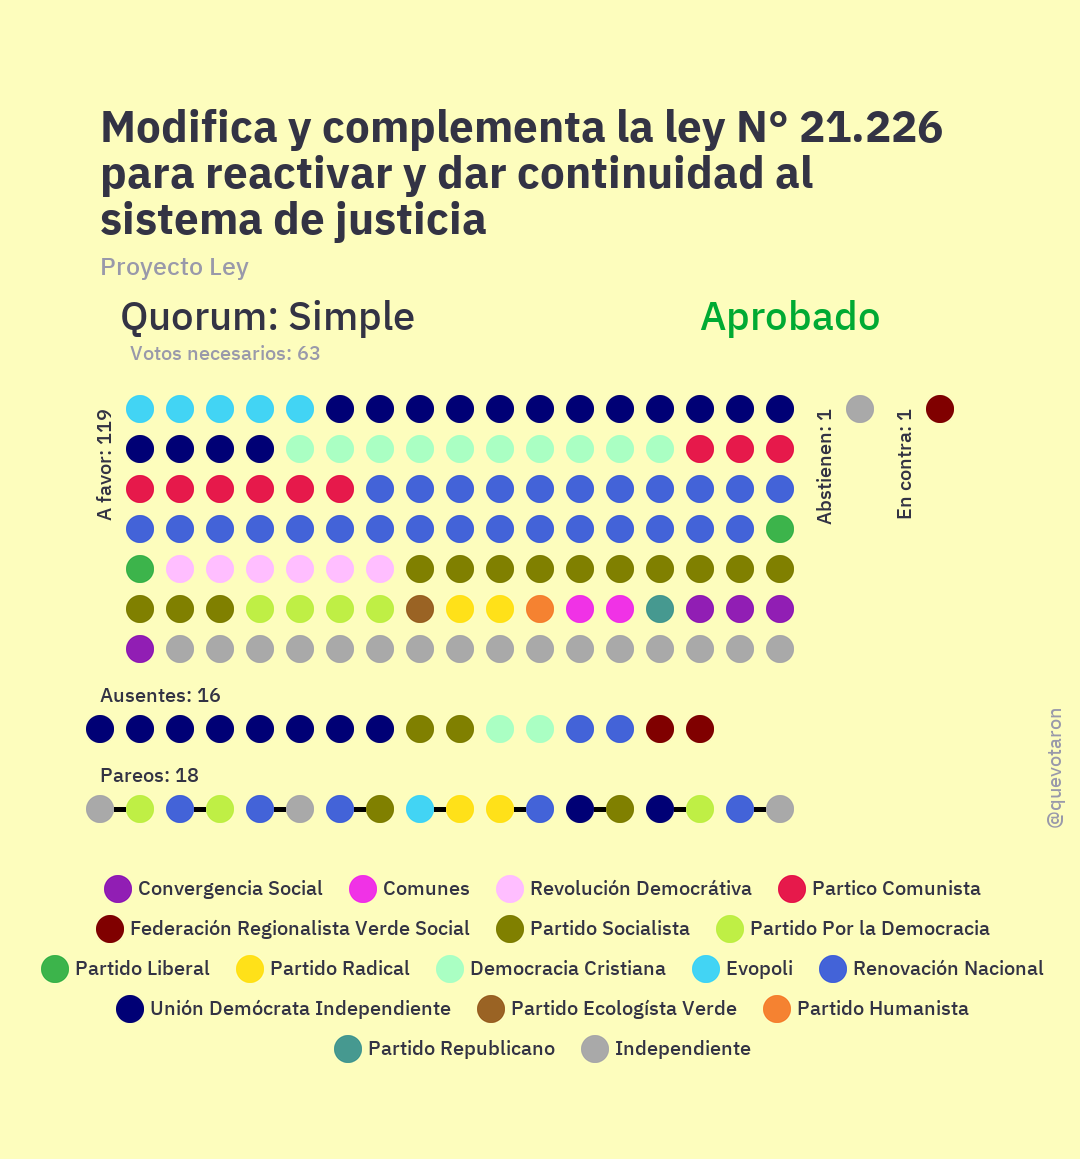 Modifica y complementa la ley N° 21.226
para reactivar y dar continuidad al
sistema de justicia
Proyecto Ley
Quorum: Simple
Aprobado
Votos necesarios: 63
A favor: 119
Abstienen: 1
En contra: 1
Ausentes: 16
Pareos: 18
@quevotaron
Convergencia Social
Comunes
Revolución Democrátiva
Partico Comunista
Federación Regionalista Verde Social
Partido Socialista
Partido Por la Democracia
Partido Liberal
Partido Radical
Democracia Cristiana
Evopoli
Renovación Nacional
Unión Demócrata Independiente
Partido Ecologísta Verde
Partido Humanista
Partido Republicano
Independiente